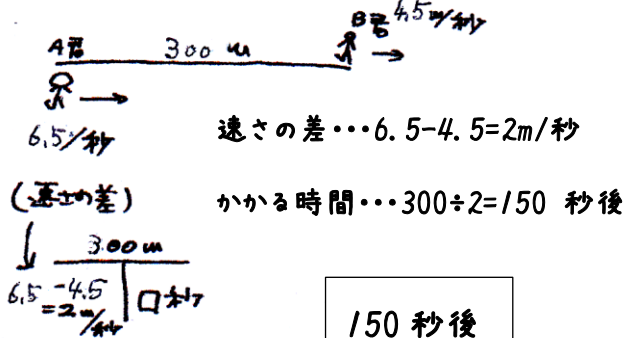 B君 4.5m/秒
A君 300m
6.5/秒
速さの差・・・6.5-4.5=2m/秒
(速さの差)
かかる時間・・・300÷2=150 秒後
300m
6.5 -4.5
=2m/秒
□秒
150 秒後